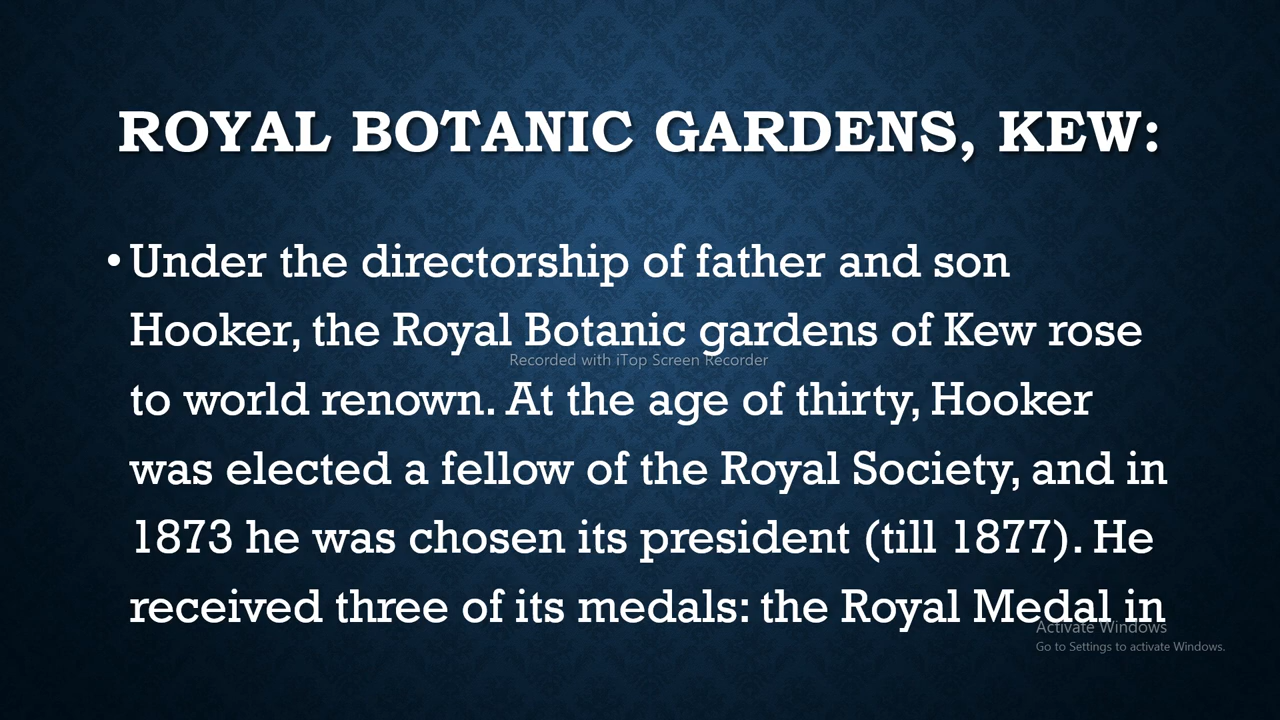 ROYAL BOTANIC GARDENS, KEW:
• Under the directorship of father and son
Hooker, the Royal Botanic gardens of Kew rose
Recorded with iTop Screen Recorder
to world renown. At the age of thirty, Hooker
was elected a fellow of the Royal Society, and in
1873 he was chosen its president (till 1877). He
received three of its medals: the Royal Medal in
Activate Windows
Go to Settings to activate Windows.